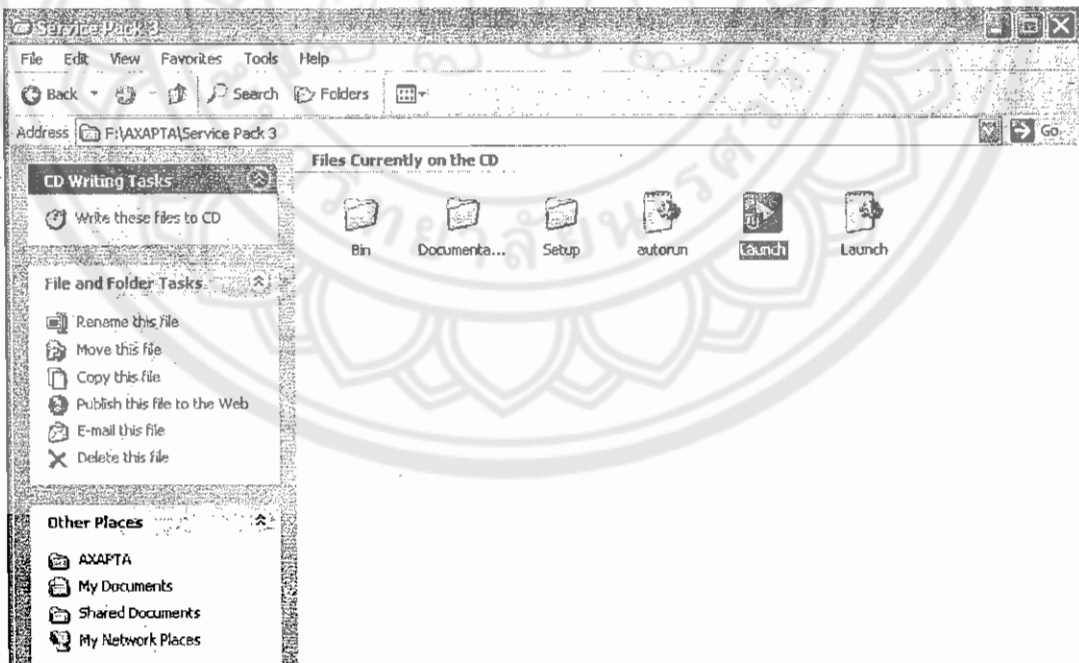 Service Pack 3
File Edit View Favorites Tools Help
Back Search Folders
Address F:\AXAPTA\Service Pack 3 Go
Files Currently on the CD
CD Writing Tasks
Write these files to CD
Bin Documenta... Setup autorun Launch Launch
File and Folder Tasks
Rename this file
Move this file
Copy this file
Publish this file to the Web
E-mail this file
Delete this file
Other Places
AXAPTA
My Documents
Shared Documents
My Network Places